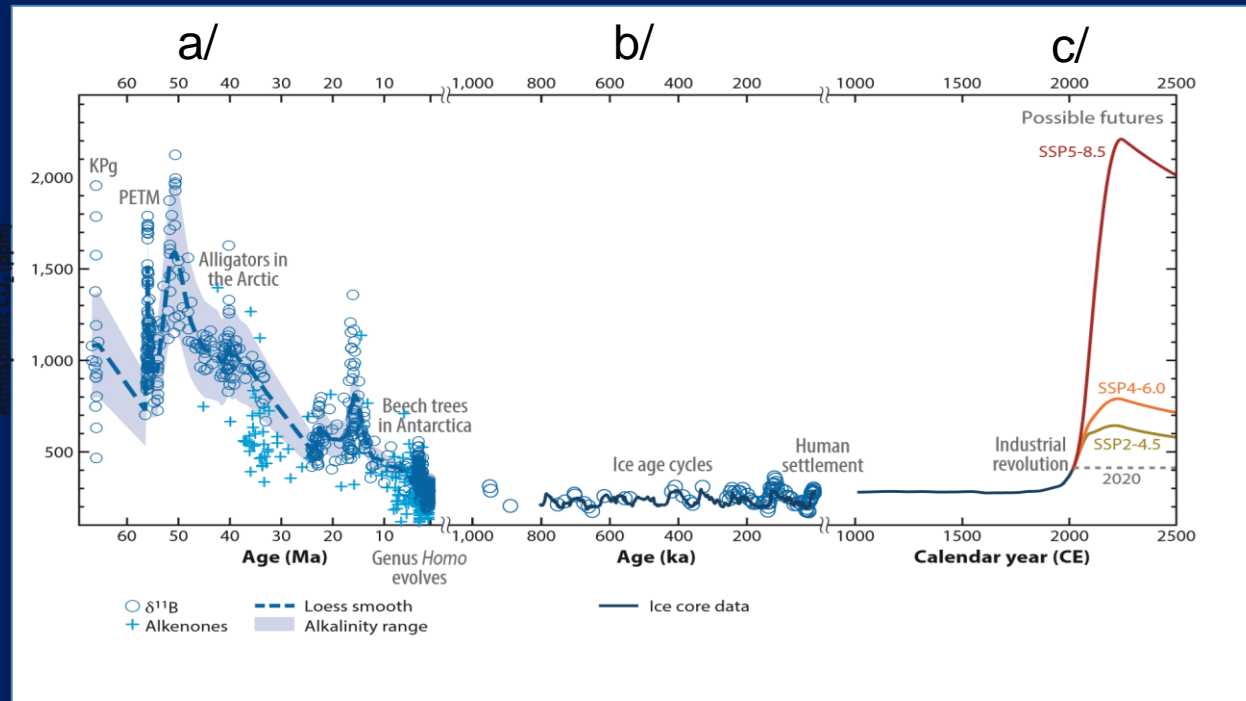 a/
b/
c/
60 50 40 30 20 10 1,000 800 600 400 200 1000 1500 2000 2500
Possible futures
KPg
SSP5-8.5
PETM
2,000
1,500
1,000
500
Alligators in
the Arctic
Beech trees
in Antarctica
Ice age cycles
Human
settlement
Industrial
revolution
SSP4-6.0
SSP2-4.5
2020
60 50 40 30 20 10 1,000 800 600 400 200 1000 1500 2000 2500
Age (Ma)
Age (ka)
Calendar year (CE)
Genus Homo
evolves
δ¹¹B
Loess smooth
Ice core data
Alkenones
Alkalinity range